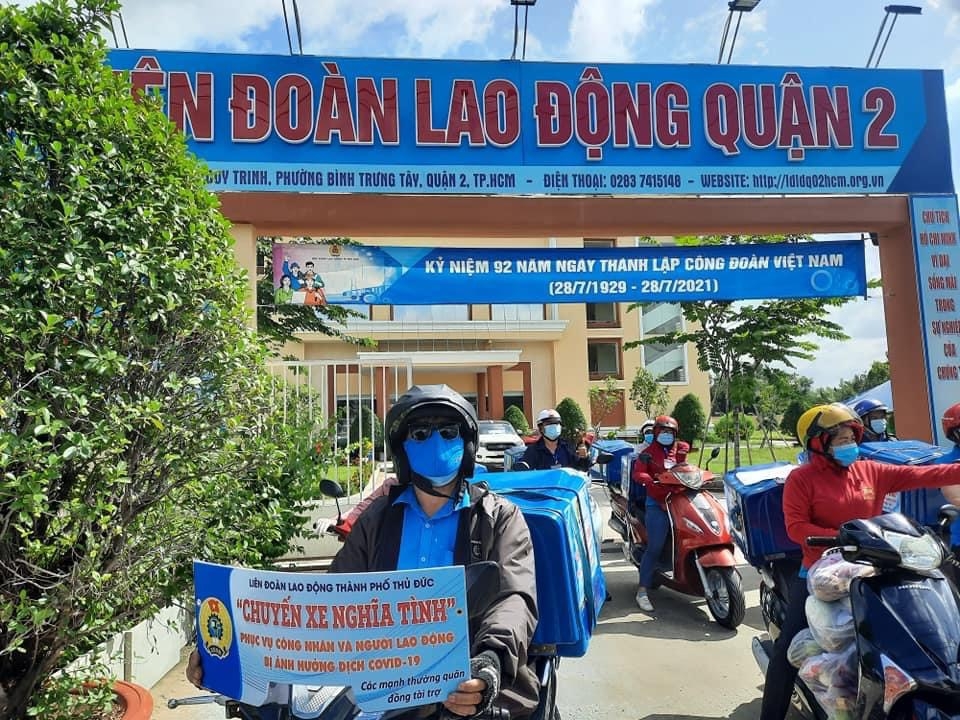 ĐOÀN LAO ĐỘNG QUẬN 2
DUY TRINH, PHƯỜNG BÌNH TRƯNG TÂY, QUẬN 2, TP.HCM - ĐIỆN THOẠI: 0283 7415148 - WEBSITE: http://ldldq02hcm.org.vn
KỶ NIỆM 92 NĂM NGÀY THÀNH LẬP CÔNG ĐOÀN VIỆT NAM
(28/7/1929 - 28/7/2021)
CHỦ TỊCH
HỒ CHÍ MINH
VĨ ĐẠI
SỐNG MÃI
TRONG
SỰ NGHIỆP
CỦA
CHÚNG
LIÊN ĐOÀN LAO ĐỘNG THÀNH PHỐ THỦ ĐỨC
"CHUYẾN XE NGHĨA TÌNH"
PHỤC VỤ CÔNG NHÂN VÀ NGƯỜI LAO ĐỘNG
BỊ ẢNH HƯỞNG DỊCH COVID-19
Các mạnh thường quân
đồng tài trợ